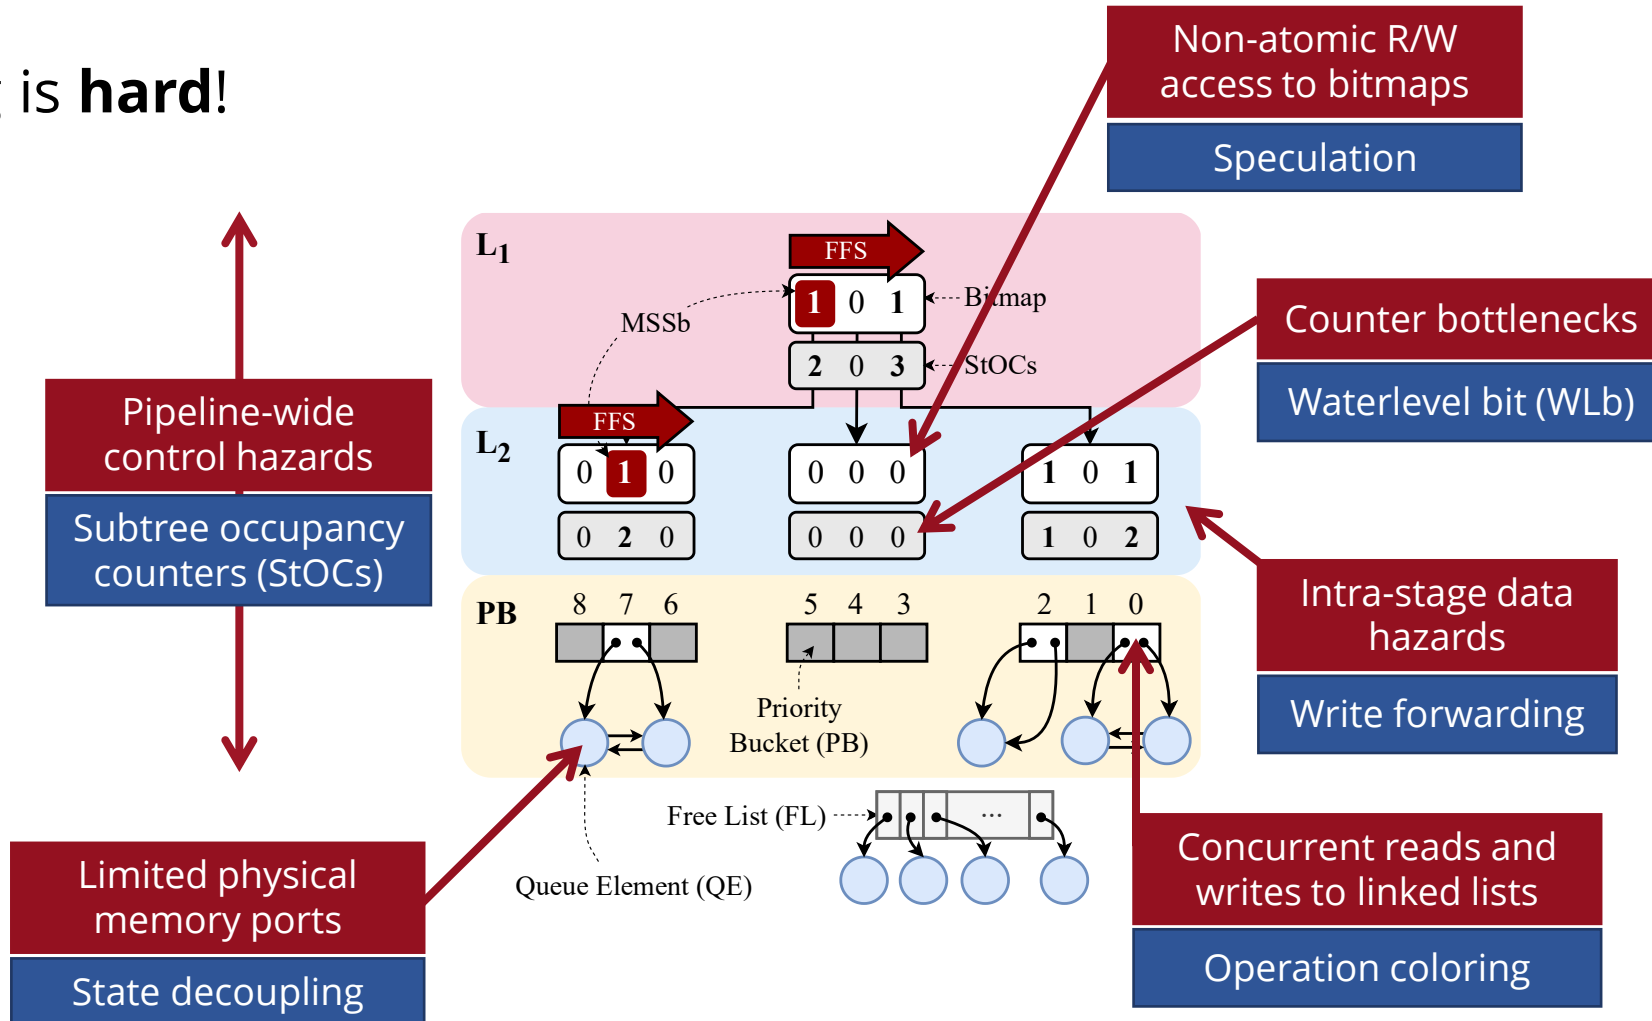 is hard!
Non-atomic R/W
access to bitmaps
Speculation
L1
FFS
1 0 1
Bitmap
MSSb
2 0 3
StOCs
Counter bottlenecks
Waterlevel bit (WLb)
Pipeline-wide
control hazards
Subtree occupancy
counters (StOCs)
L2
FFS
0 1 0
0 0 0
1 0 1
0 2 0
0 0 0
1 0 2
Intra-stage data
hazards
Write forwarding
PB
8 7 6
5 4 3
2 1 0
Priority
Bucket (PB)
Free List (FL)
...
Queue Element (QE)
Limited physical
memory ports
State decoupling
Concurrent reads and
writes to linked lists
Operation coloring